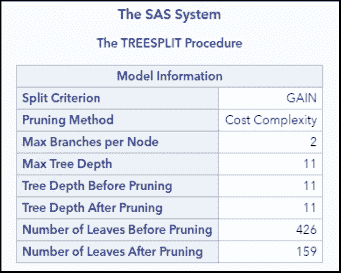 The SAS System
The TREESPLIT Procedure
Model Information
Split Criterion GAIN
Pruning Method Cost Complexity
Max Branches per Node 2
Max Tree Depth 11
Tree Depth Before Pruning 11
Tree Depth After Pruning 11
Number of Leaves Before Pruning 426
Number of Leaves After Pruning 159